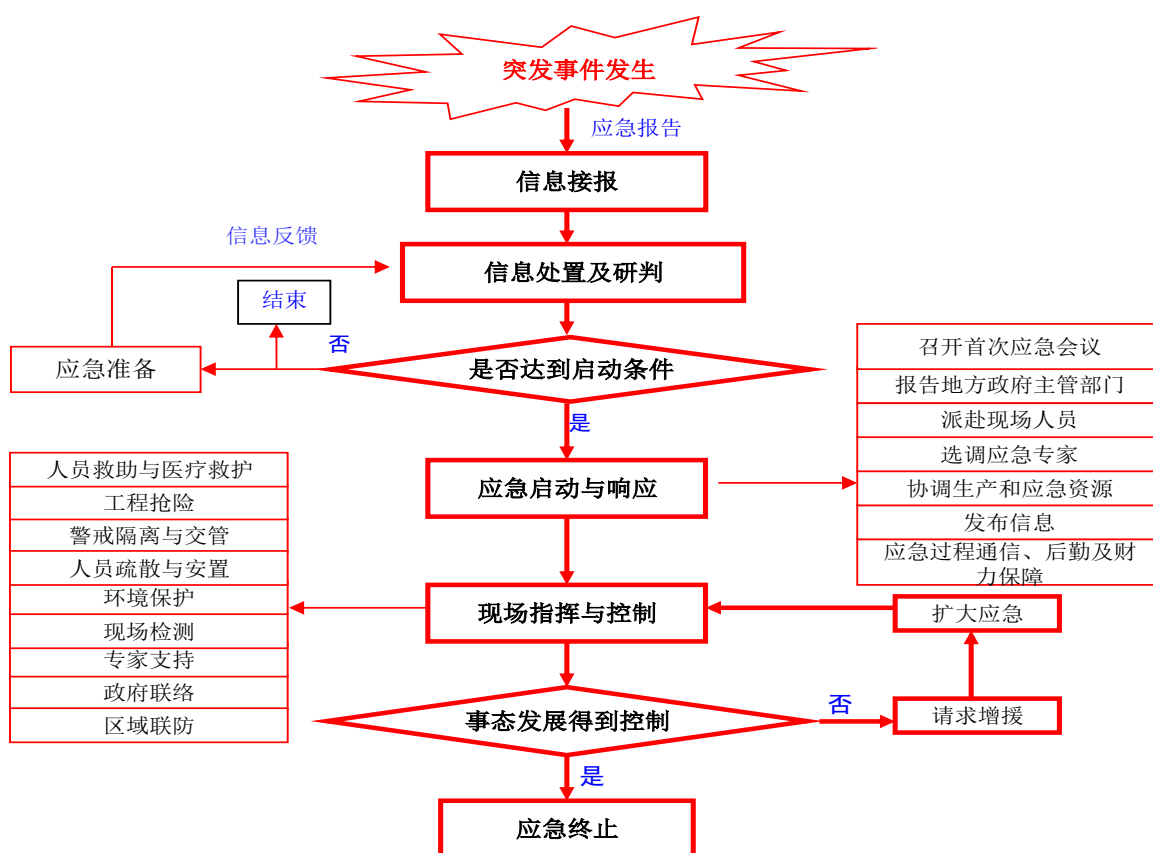 突发事件发生
应急报告
信息接报
信息反馈
信息处置及研判
结束
否
应急准备
是否达到启动条件
是
召开首次应急会议
报告地方政府主管部门
派赴现场人员
选调应急专家
协调生产和应急资源
发布信息
应急过程通信、后勤及财
力保障
应急启动与响应
人员救助与医疗救护
工程抢险
警戒隔离与交管
人员疏散与安置
环境保护
现场检测
专家支持
政府联络
区域联防
现场指挥与控制
扩大应急
事态发展得到控制
否
请求增援
是
应急终止